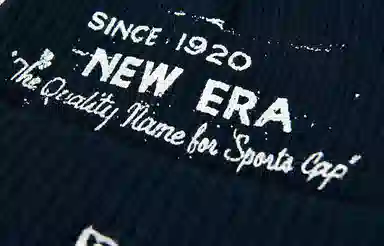 SINCE 1920
NEW ERA
"The Quality Name for Sports Cap"